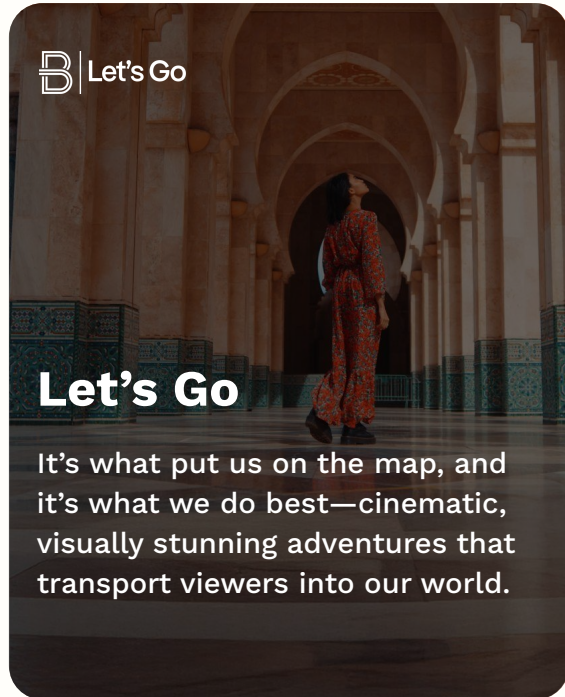 B | Let's Go
Let’s Go
It’s what put us on the map, and
it’s what we do best—cinematic,
visually stunning adventures that
transport viewers into our world.